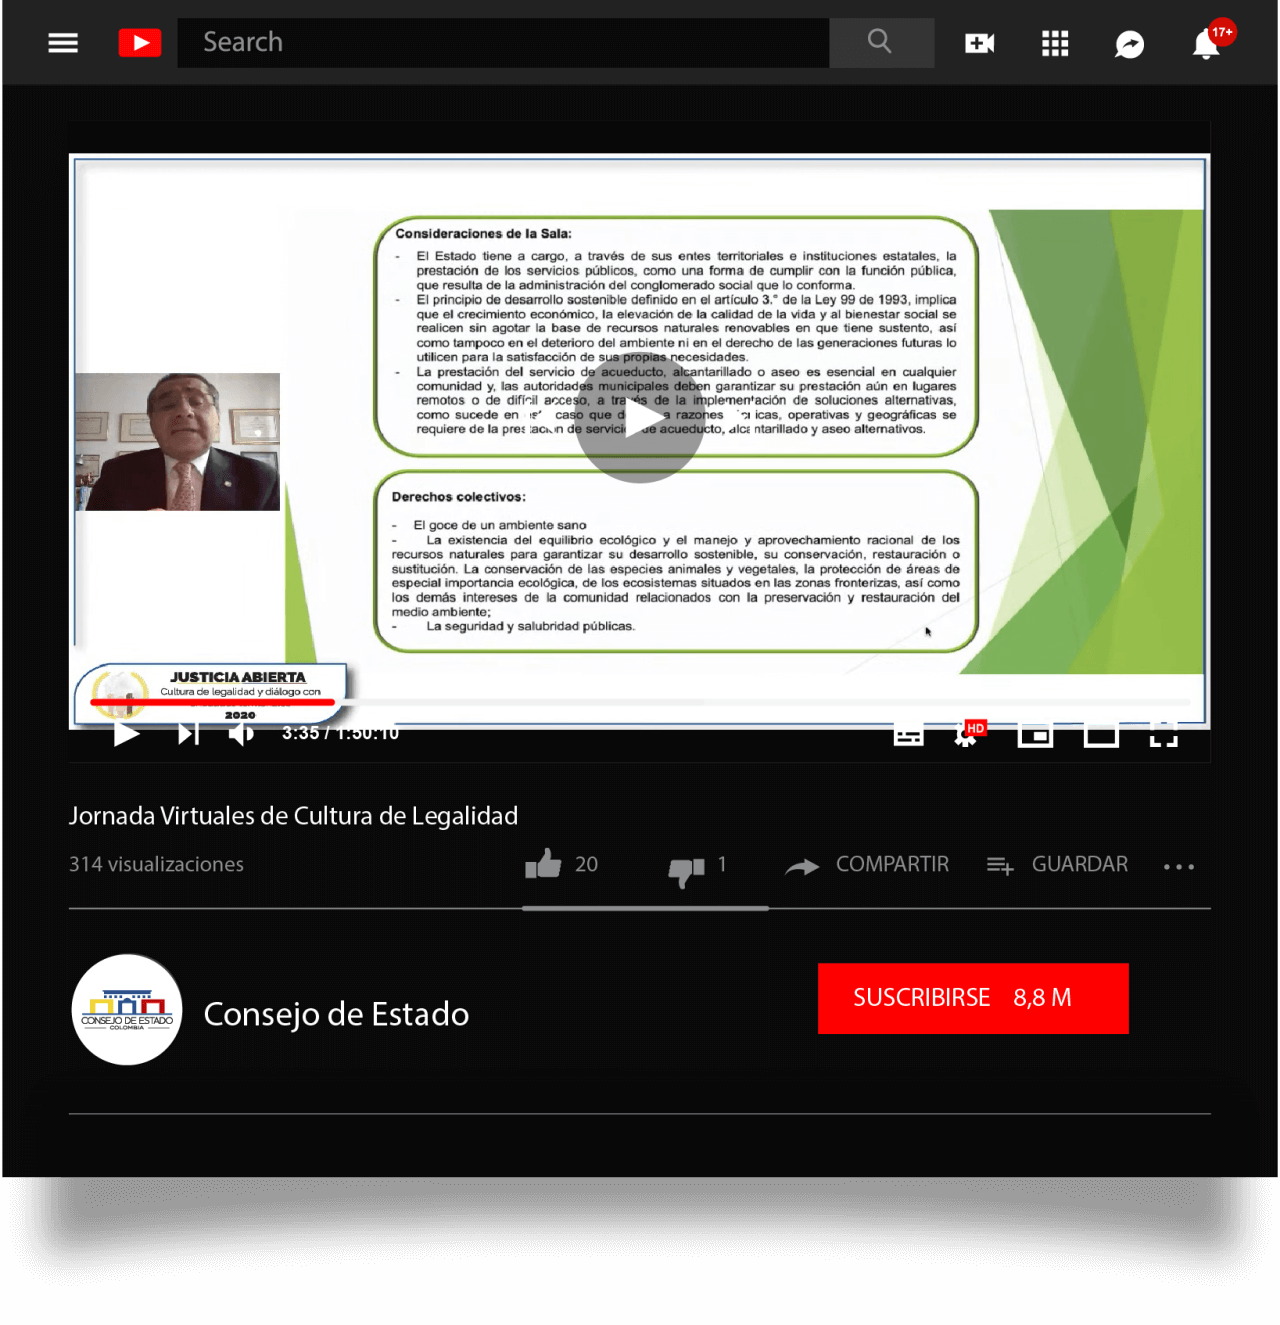 Search
17+
Consideraciones de la Sala:
- El Estado tiene a cargo, a través de sus entes territoriales e instituciones estatales, la
prestación de los servicios públicos, como una forma de cumplir con la función pública,
que resulta de la administración del conglomerado social que lo conforma.
- El principio de desarrollo sostenible definido en el artículo 3.° de la Ley 99 de 1993, implica
que el crecimiento económico, la elevación de la calidad de la vida y al bienestar social se
realicen sin agotar la base de recursos naturales renovables en que tiene sustento, así
como tampoco en el deterioro del ambiente ni en el derecho de las generaciones futuras lo
utilicen para la satisfacción de sus propias necesidades.
- La prestación del servicio de acueducto, alcantarillado o aseo es esencial en cualquier
comunidad y, las autoridades municipales deben garantizar su prestación aún en lugares
remotos o de difícil acceso, a través de la implementación de soluciones alternativas,
como sucede en caso que a razones operativas y geográficas se
requiere de la prestación de servicio de acueducto, alcantarillado y aseo alternativos.
Derechos colectivos:
- El goce de un ambiente sano
- La existencia del equilibrio ecológico y el manejo y aprovechamiento racional de los
recursos naturales para garantizar su desarrollo sostenible, su conservación, restauración o
sustitución. La conservación de las especies animales y vegetales, la protección de áreas de
especial importancia ecológica, de los ecosistemas situados en las zonas fronterizas, así como
los demás intereses de la comunidad relacionados con la preservación y restauración del
medio ambiente;
- La seguridad y salubridad públicas.
JUSTICIA ABIERTA
Cultura de legalidad y diálogo con
2020
3:35 / 1:50:10
HD
Jornada Virtuales de Cultura de Legalidad
314 visualizaciones
20
1
COMPARTIR
GUARDAR
CONSEJO DE ESTADO
COLOMBIA
Consejo de Estado
SUSCRIBIRSE 8,8 M